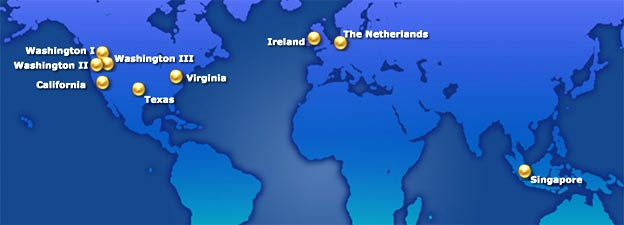 Washington I
Washington II
Washington III
California
Texas
Virginia
Ireland
The Netherlands
Singapore